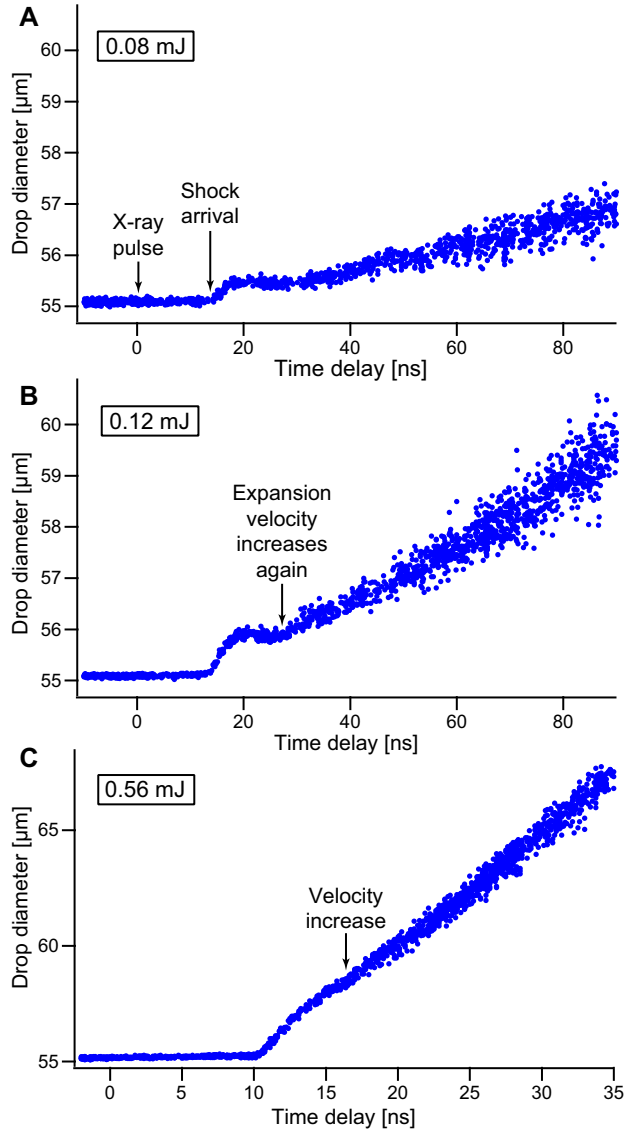 A
0.08 mJ
60
59
58
57
56
55
Drop diameter [µm]
X-ray
pulse
Shock
arrival
0
20
40
60
80
Time delay [ns]
B
0.12 mJ
60
59
58
57
56
55
Drop diameter [µm]
Expansion
velocity
increases
again
0
20
40
60
80
Time delay [ns]
C
0.56 mJ
65
60
55
Drop diameter [µm]
Velocity
increase
0
5
10
15
20
25
30
35
Time delay [ns]